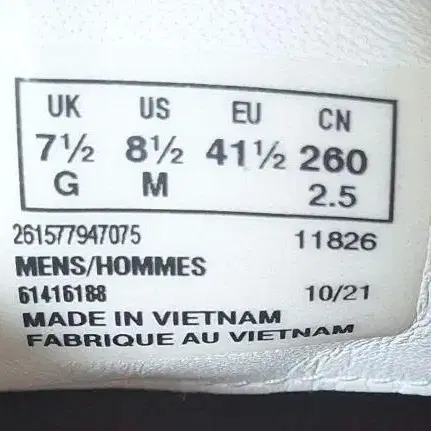 UK US EU CN
7½ 8½ 41½ 260
G M 2.5
261577947075 11826
MENS/HOMMES
61416188 10/21
MADE IN VIETNAM
FABRIQUE AU VIETNAM